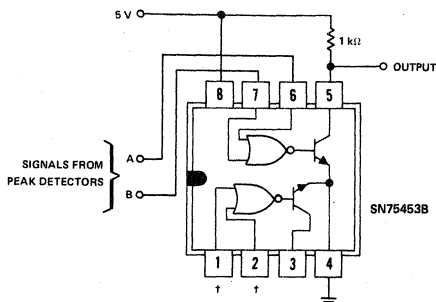 5 V
1 kΩ
OUTPUT
8 7 6 5
A
SIGNALS FROM
PEAK DETECTORS
B
SN75453B
1 2 3 4
† †